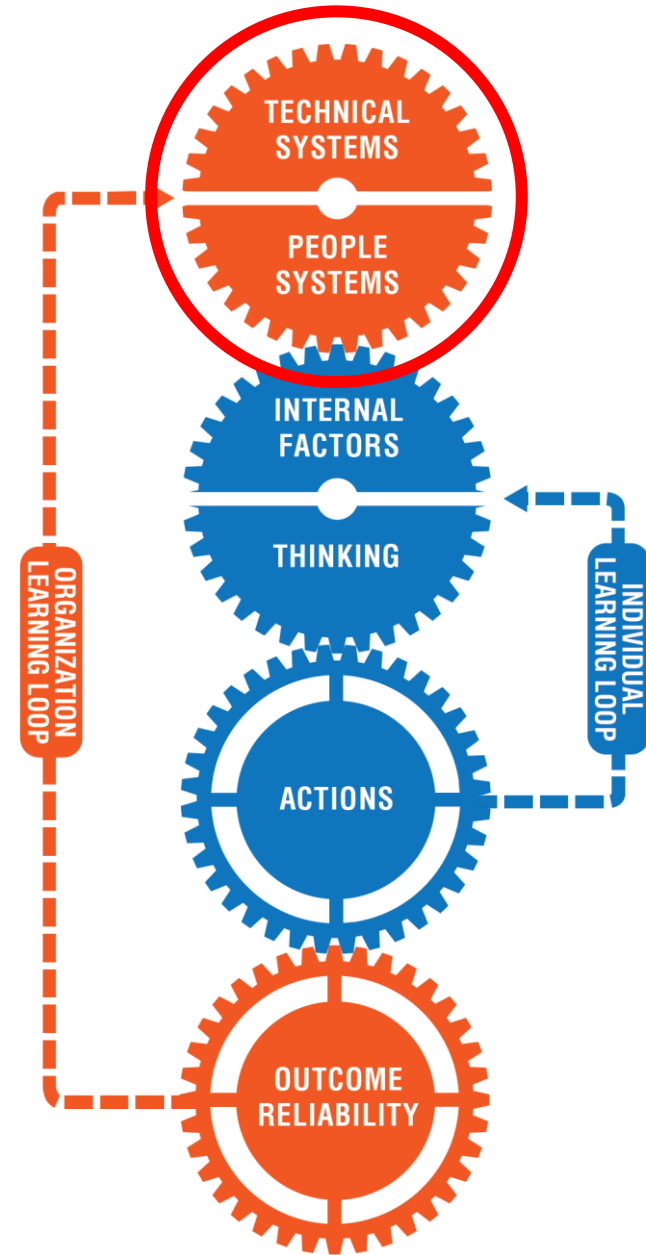 TECHNICAL
SYSTEMS
PEOPLE
SYSTEMS
INTERNAL
FACTORS
THINKING
ORGANIZATION
LEARNING LOOP
INDIVIDUAL
LEARNING LOOP
ACTIONS
OUTCOME
RELIABILITY